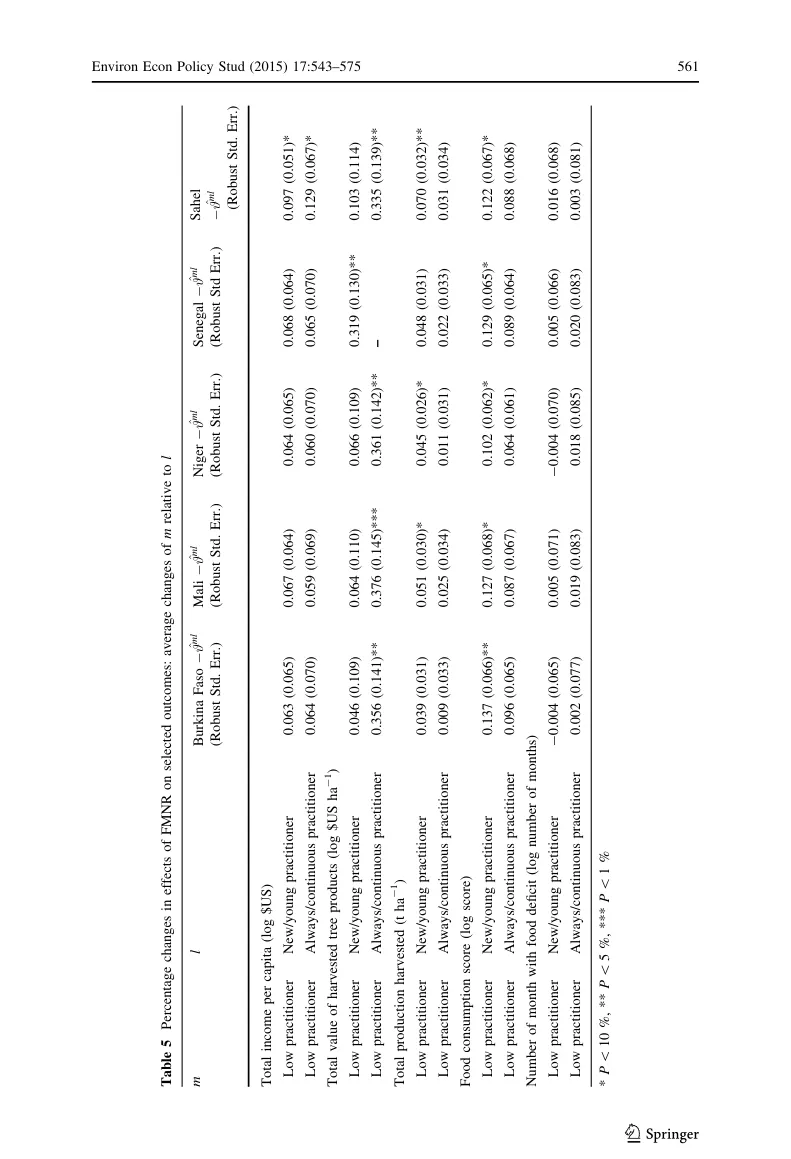 Environ Econ Policy Stud (2015) 17:543–575 561
Table 5 Percentage changes in effects of FMNR on selected outcomes: average changes of m relative to l
m l Burkina Faso −ϑ̂ᵐˡ (Robust Std. Err.) Mali −ϑ̂ᵐˡ (Robust Std. Err.) Niger −ϑ̂ᵐˡ (Robust Std. Err.) Senegal −ϑ̂ᵐˡ (Robust Std Err.) Sahel −ϑ̂ᵐˡ (Robust Std. Err.)
Total income per capita (log $US)
Low practitioner New/young practitioner 0.063 (0.065) 0.067 (0.064) 0.064 (0.065) 0.068 (0.064) 0.097 (0.051)*
Low practitioner Always/continuous practitioner 0.064 (0.070) 0.059 (0.069) 0.060 (0.070) 0.065 (0.070) 0.129 (0.067)*
Total value of harvested tree products (log $US ha⁻¹)
Low practitioner New/young practitioner 0.046 (0.109) 0.064 (0.110) 0.066 (0.109) 0.319 (0.130)** 0.103 (0.114)
Low practitioner Always/continuous practitioner 0.356 (0.141)** 0.376 (0.145)*** 0.361 (0.142)** – 0.335 (0.139)**
Total production harvested (t ha⁻¹)
Low practitioner New/young practitioner 0.039 (0.031) 0.051 (0.030)* 0.045 (0.026)* 0.048 (0.031) 0.070 (0.032)**
Low practitioner Always/continuous practitioner 0.009 (0.033) 0.025 (0.034) 0.011 (0.031) 0.022 (0.033) 0.031 (0.034)
Food consumption score (log score)
Low practitioner New/young practitioner 0.137 (0.066)** 0.127 (0.068)* 0.102 (0.062)* 0.129 (0.065)* 0.122 (0.067)*
Low practitioner Always/continuous practitioner 0.096 (0.065) 0.087 (0.067) 0.064 (0.061) 0.089 (0.064) 0.088 (0.068)
Number of month with food deficit (log number of months)
Low practitioner New/young practitioner −0.004 (0.065) 0.005 (0.071) −0.004 (0.070) 0.005 (0.066) 0.016 (0.068)
Low practitioner Always/continuous practitioner 0.002 (0.077) 0.019 (0.083) 0.018 (0.085) 0.020 (0.083) 0.003 (0.081)
* P < 10 %, ** P < 5 %, *** P < 1 %
Springer